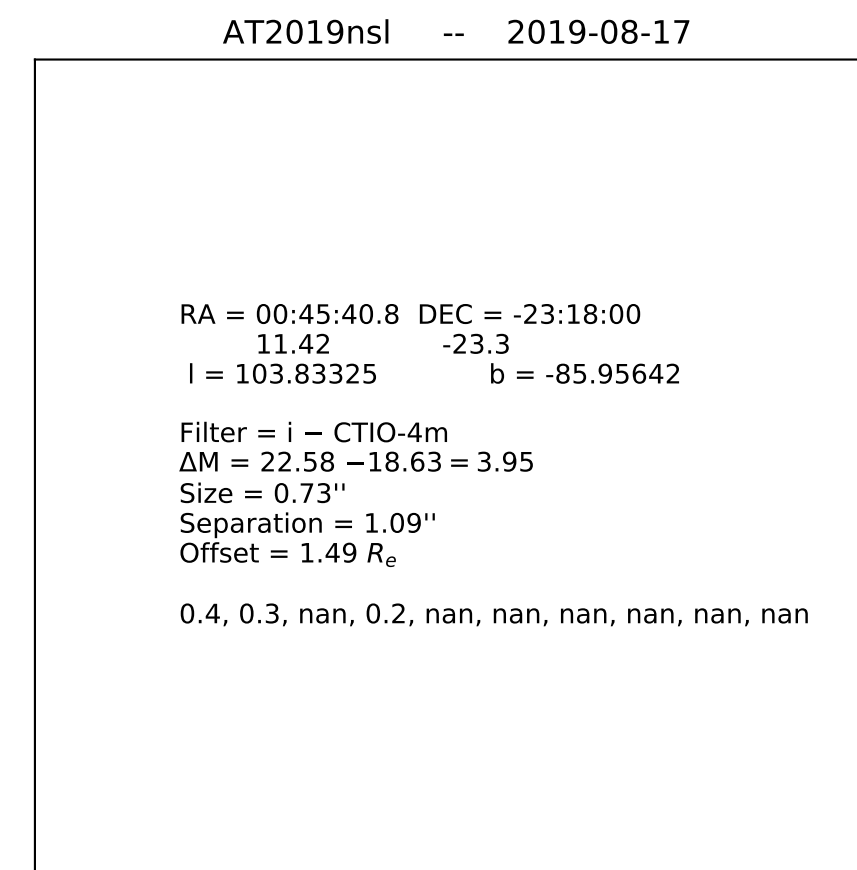 AT2019nsl -- 2019-08-17
RA = 00:45:40.8 DEC = -23:18:00
11.42 -23.3
l = 103.83325 b = -85.95642
Filter = i − CTIO-4m
ΔM = 22.58 −18.63 = 3.95
Size = 0.73''
Separation = 1.09''
Offset = 1.49 Rₑ
0.4, 0.3, nan, 0.2, nan, nan, nan, nan, nan, nan